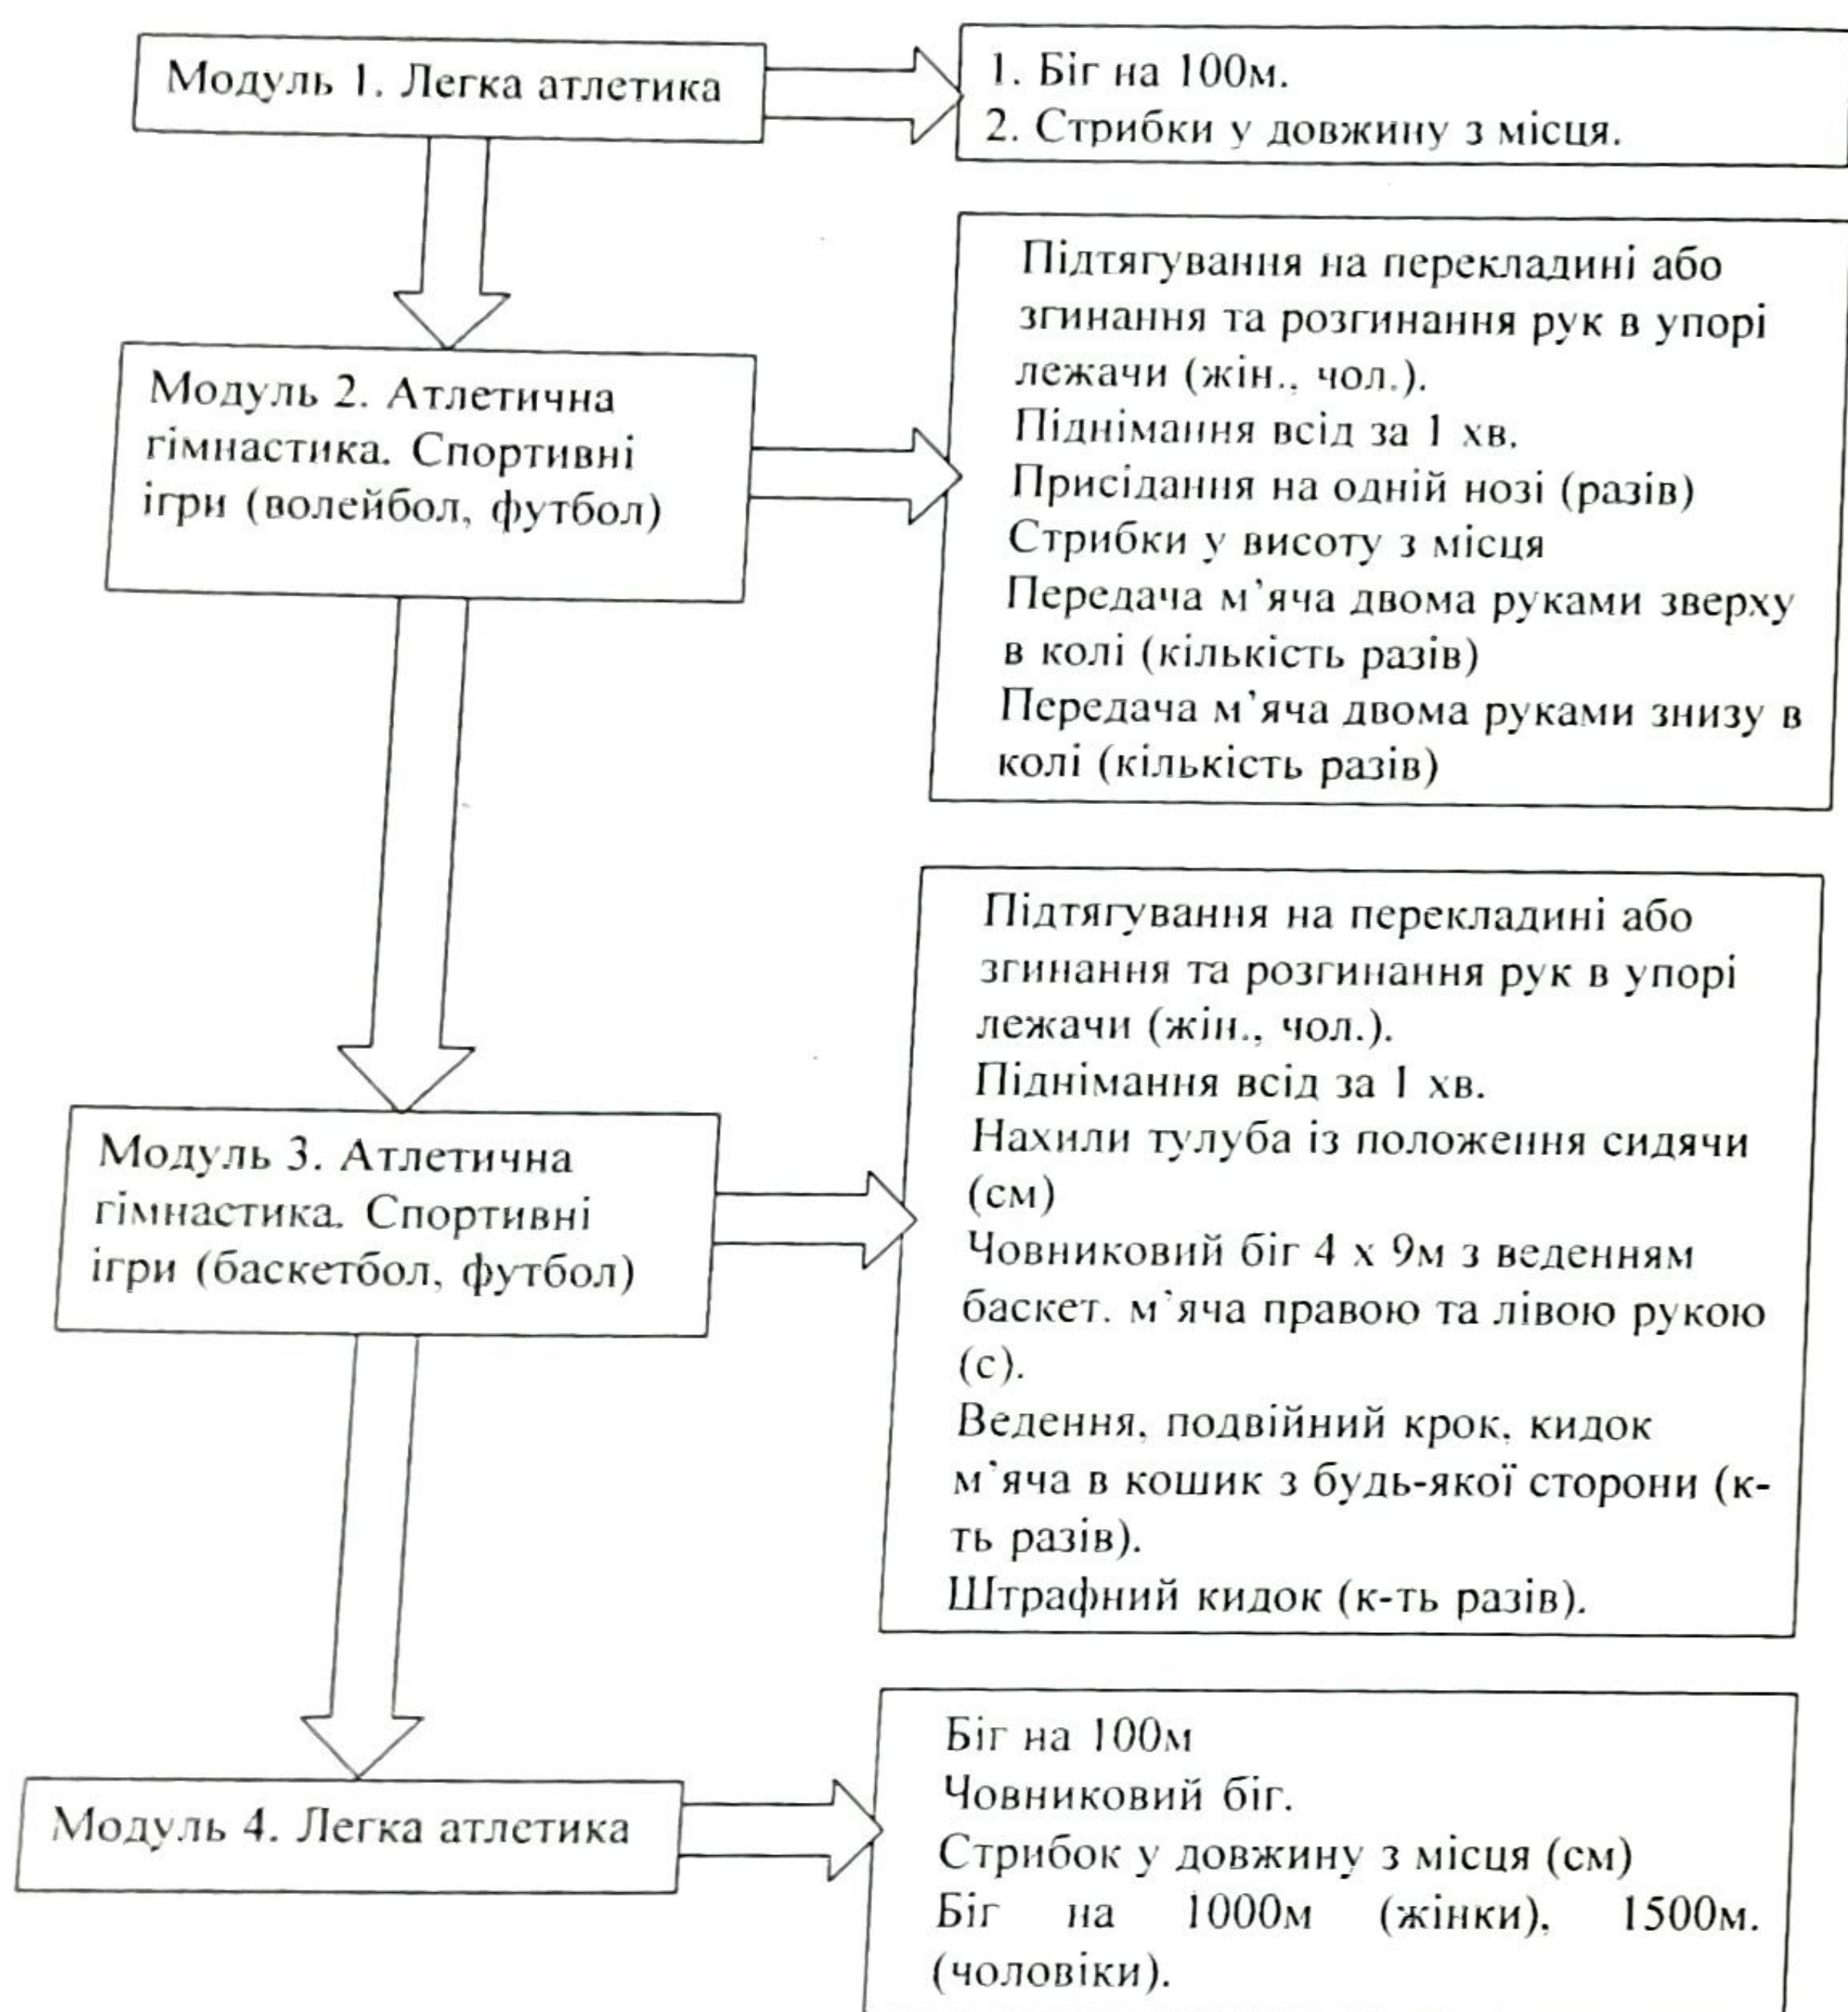 Модуль 1. Легка атлетика
1. Біг на 100м.
2. Стрибки у довжину з місця.
Модуль 2. Атлетична
гімнастика. Спортивні
ігри (волейбол, футбол)
Підтягування на перекладині або
згинання та розгинання рук в упорі
лежачи (жін., чол.).
Піднімання всід за 1 хв.
Присідання на одній нозі (разів)
Стрибки у висоту з місця
Передача м’яча двома руками зверху
в колі (кількість разів)
Передача м’яча двома руками знизу в
колі (кількість разів)
Модуль 3. Атлетична
гімнастика. Спортивні
ігри (баскетбол, футбол)
Підтягування на перекладині або
згинання та розгинання рук в упорі
лежачи (жін., чол.).
Піднімання всід за 1 хв.
Нахили тулуба із положення сидячи
(см)
Човниковий біг 4 х 9м з веденням
баскет. м’яча правою та лівою рукою
(с).
Ведення, подвійний крок, кидок
м’яча в кошик з будь-якої сторони (к-
ть разів).
Штрафний кидок (к-ть разів).
Модуль 4. Легка атлетика
Біг на 100м
Човниковий біг.
Стрибок у довжину з місця (см)
Біг на 1000м (жінки), 1500м.
(чоловіки).